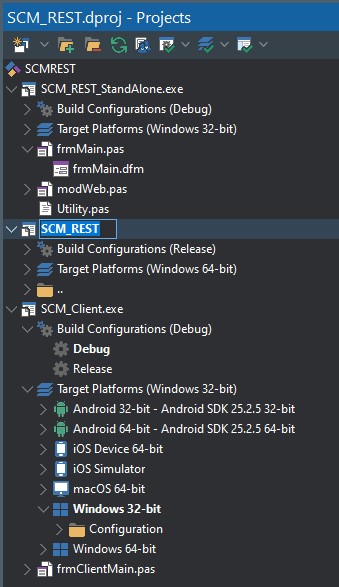 SCM_REST.dproj - Projects
SCMREST
SCM_REST_StandAlone.exe
Build Configurations (Debug)
Target Platforms (Windows 32-bit)
frmMain.pas
frmMain.dfm
modWeb.pas
Utility.pas
SCM_REST
Build Configurations (Release)
Target Platforms (Windows 64-bit)
..
SCM_Client.exe
Build Configurations (Debug)
Debug
Release
Target Platforms (Windows 32-bit)
Android 32-bit - Android SDK 25.2.5 32-bit
Android 64-bit - Android SDK 25.2.5 32-bit
iOS Device 64-bit
iOS Simulator
macOS 64-bit
Windows 32-bit
Configuration
Windows 64-bit
frmClientMain.pas